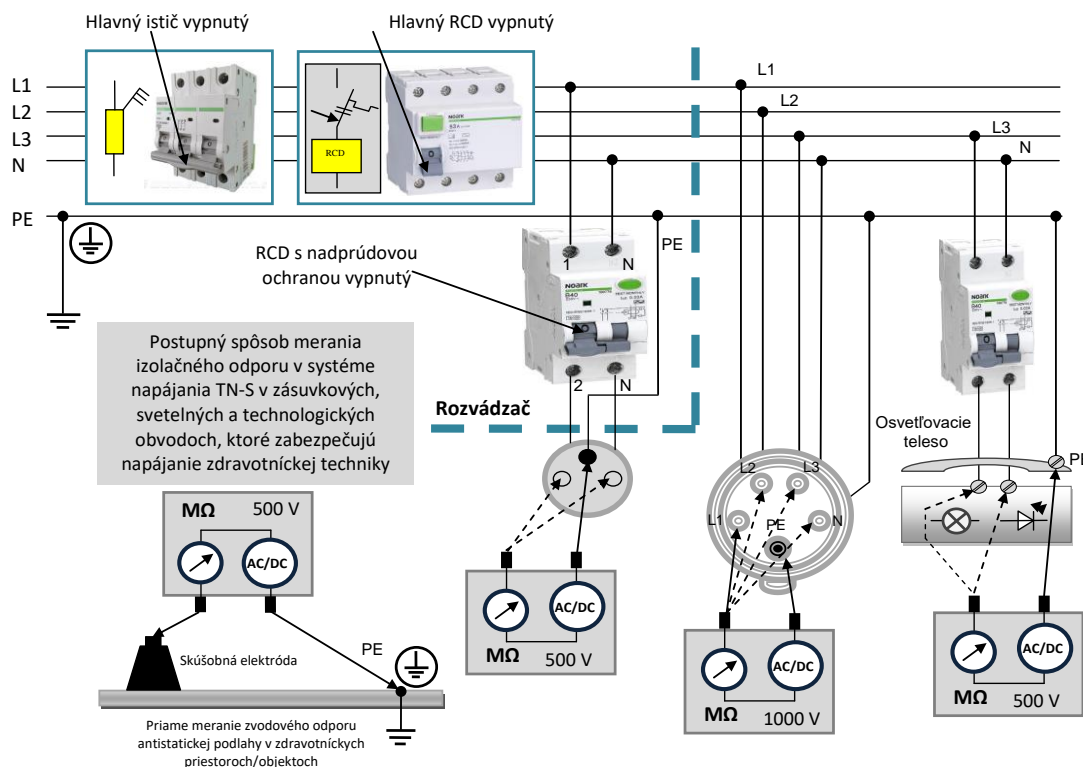 Hlavný istič vypnutý
Hlavný RCD vypnutý
L1
L2
L3
N
PE
RCD
L1
L2
L3
N
RCD s nadprúdovou
ochranou vypnutý
PE
1
N
NOARK
2
N
Rozvádzač
Postupný spôsob merania
izolačného odporu v systéme
napájania TN-S v zásuvkových,
svetelných a technologických
obvodoch, ktoré zabezpečujú
napájanie zdravotníckej techniky
Osvetľovacie
teleso
PE
L2
L3
L1
PE
N
MΩ
500 V
AC/DC
AC/DC
MΩ
500 V
AC/DC
MΩ
1000 V
AC/DC
MΩ
500 V
Skúšobná elektróda
PE
Priame meranie zvodového odporu
antistatickej podlahy v zdravotníckych
priestoroch/objektoch